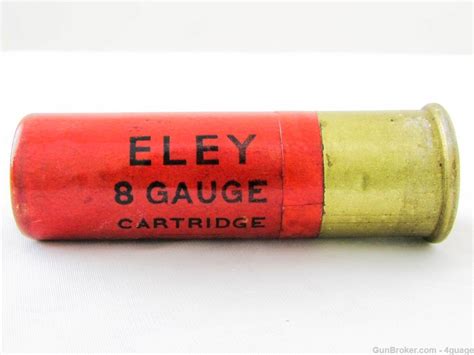 ELEY
8 GAUGE
CARTRIDGE
GunBroker.com - 4guage